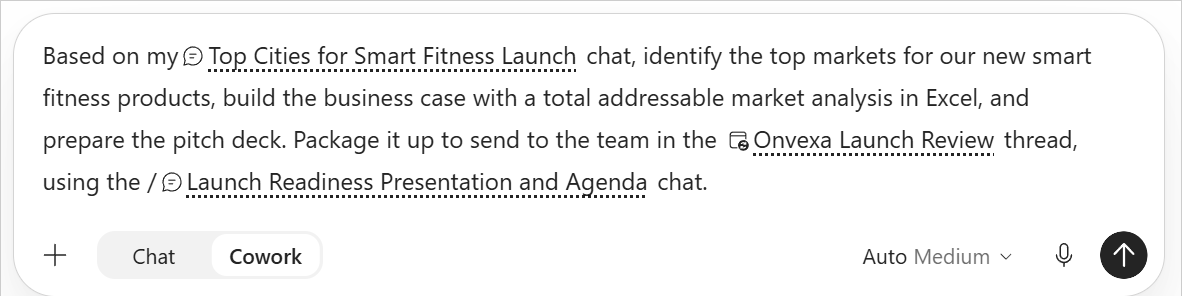 Based on my Top Cities for Smart Fitness Launch chat, identify the top markets for our new smart
fitness products, build the business case with a total addressable market analysis in Excel, and
prepare the pitch deck. Package it up to send to the team in the Onvexa Launch Review thread,
using the / Launch Readiness Presentation and Agenda chat.
Chat Cowork Auto Medium